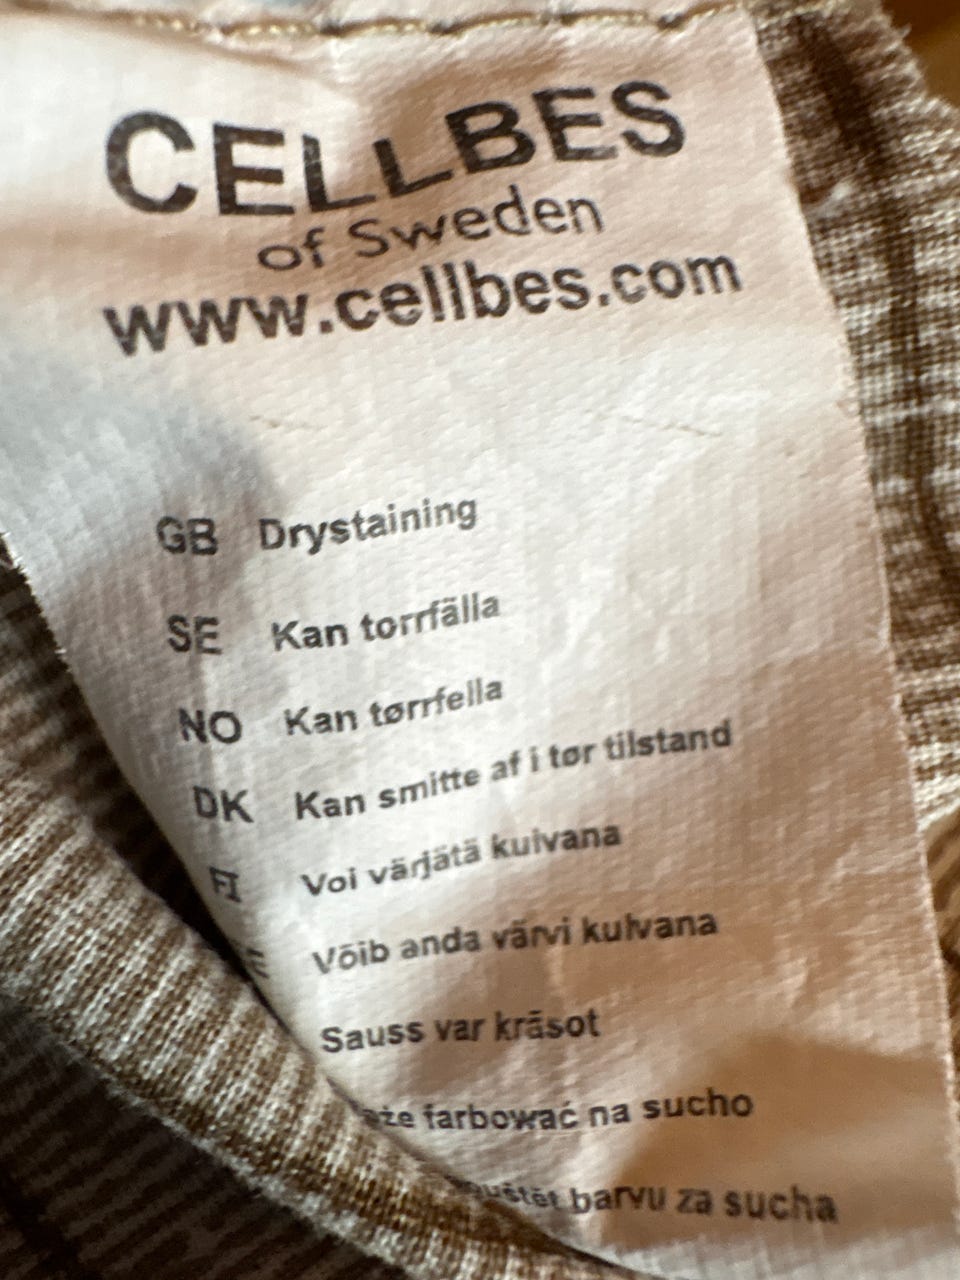 CELLBES
of Sweden
www.cellbes.com
GB Drystaining
SE Kan torrfälla
NO Kan tørrfella
DK Kan smitte af i tør tilstand
FI Voi värjätä kuivana
Võib anda värvi kuivana
Sauss var krāsot
farbować na sucho
barvu za sucha